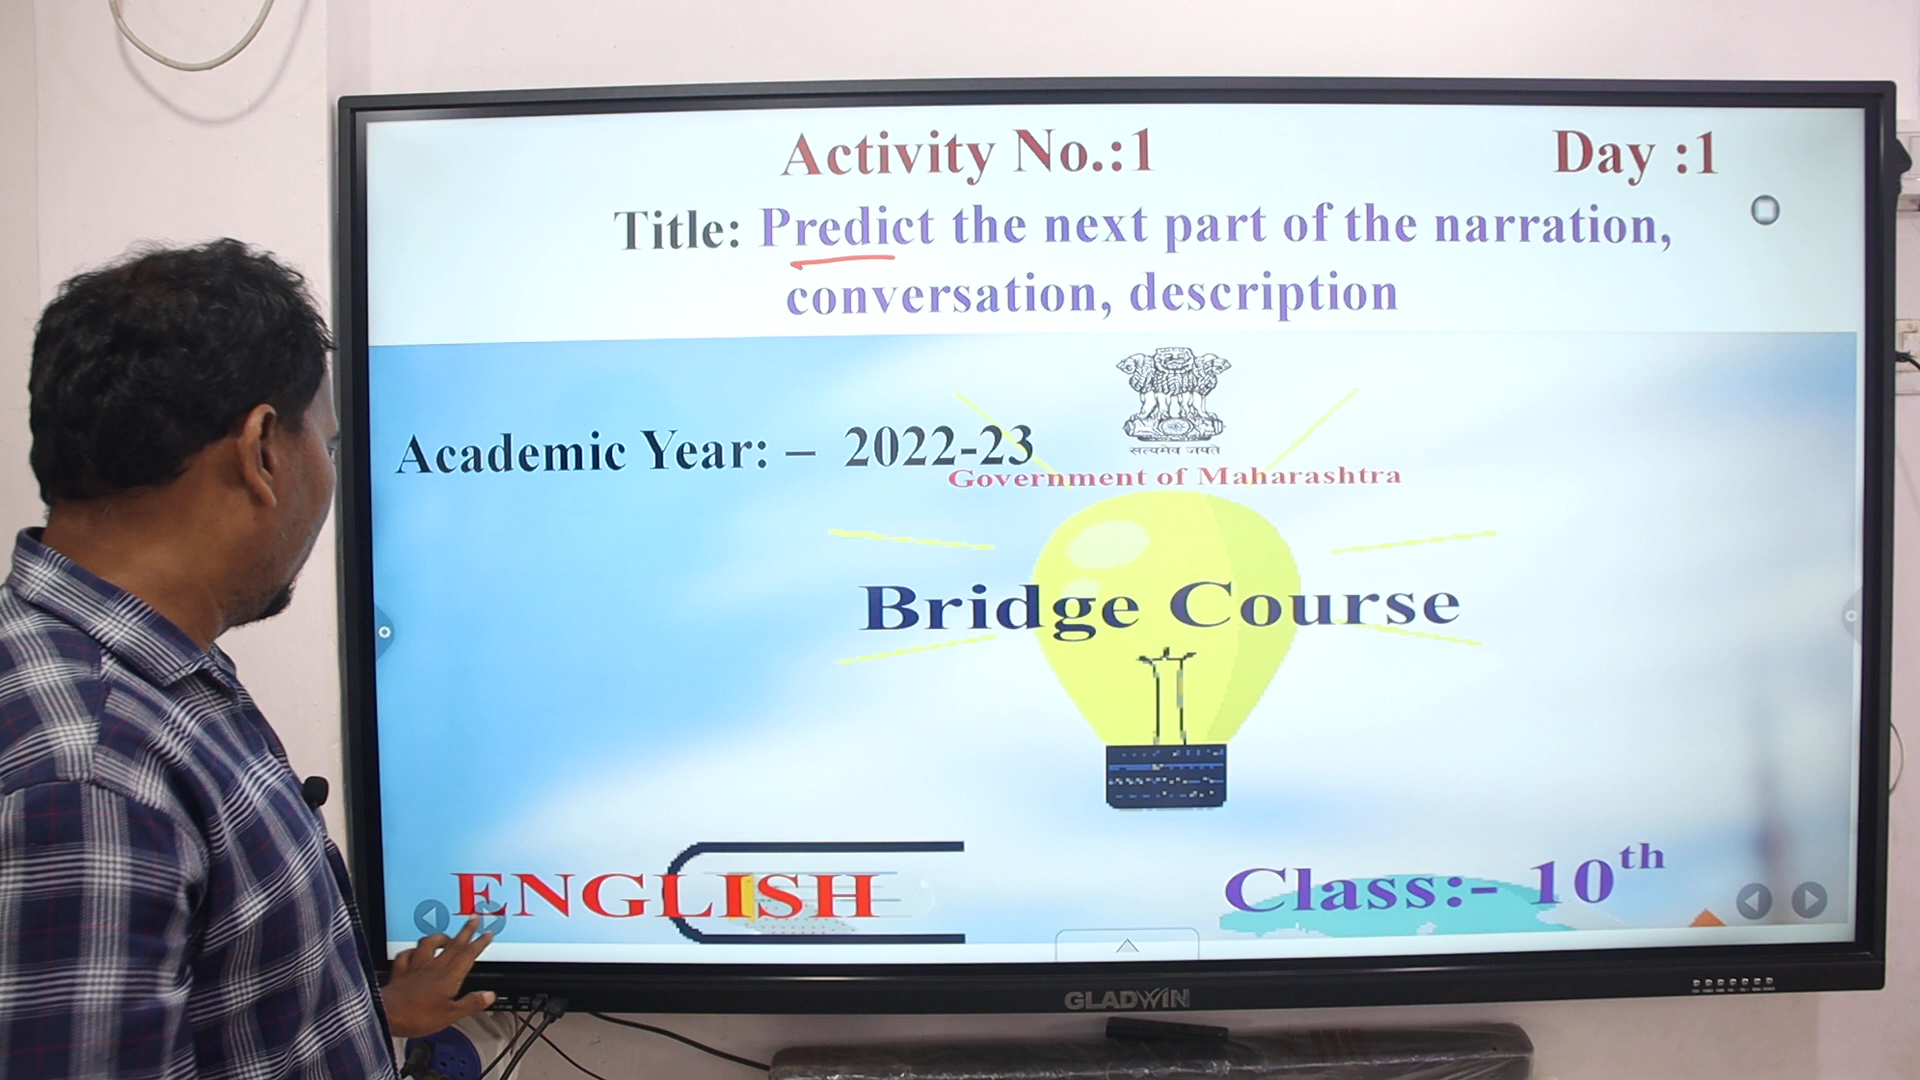 Activity No.:1
Day :1
Title: Predict the next part of the narration,
conversation, description
सत्यमेव जयते
Academic Year: – 2022-23
Government of Maharashtra
Bridge Course
ENGLISH
Class:- 10th
GLADWIN